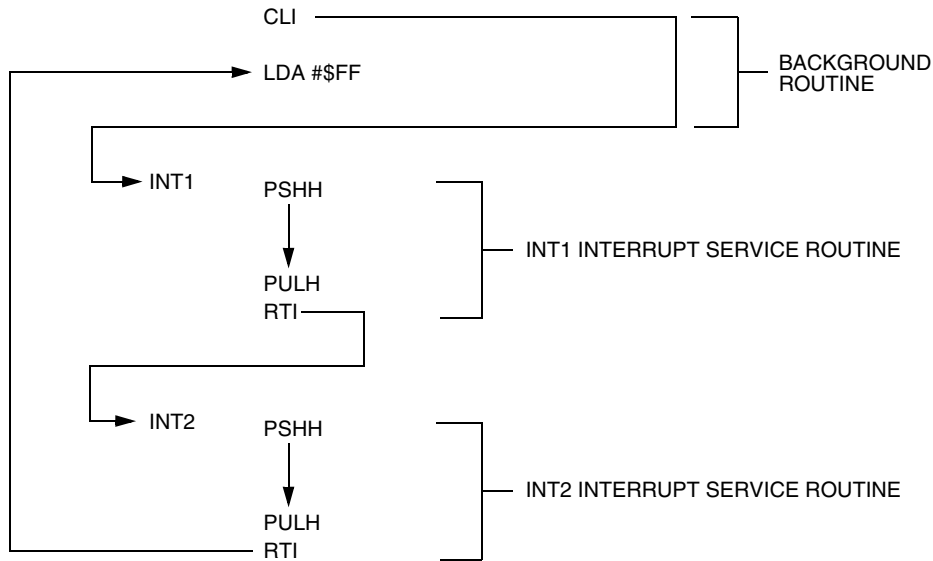 CLI
LDA #$FF
BACKGROUND
ROUTINE
INT1
PSHH
INT1 INTERRUPT SERVICE ROUTINE
PULH
RTI
INT2
PSHH
INT2 INTERRUPT SERVICE ROUTINE
PULH
RTI